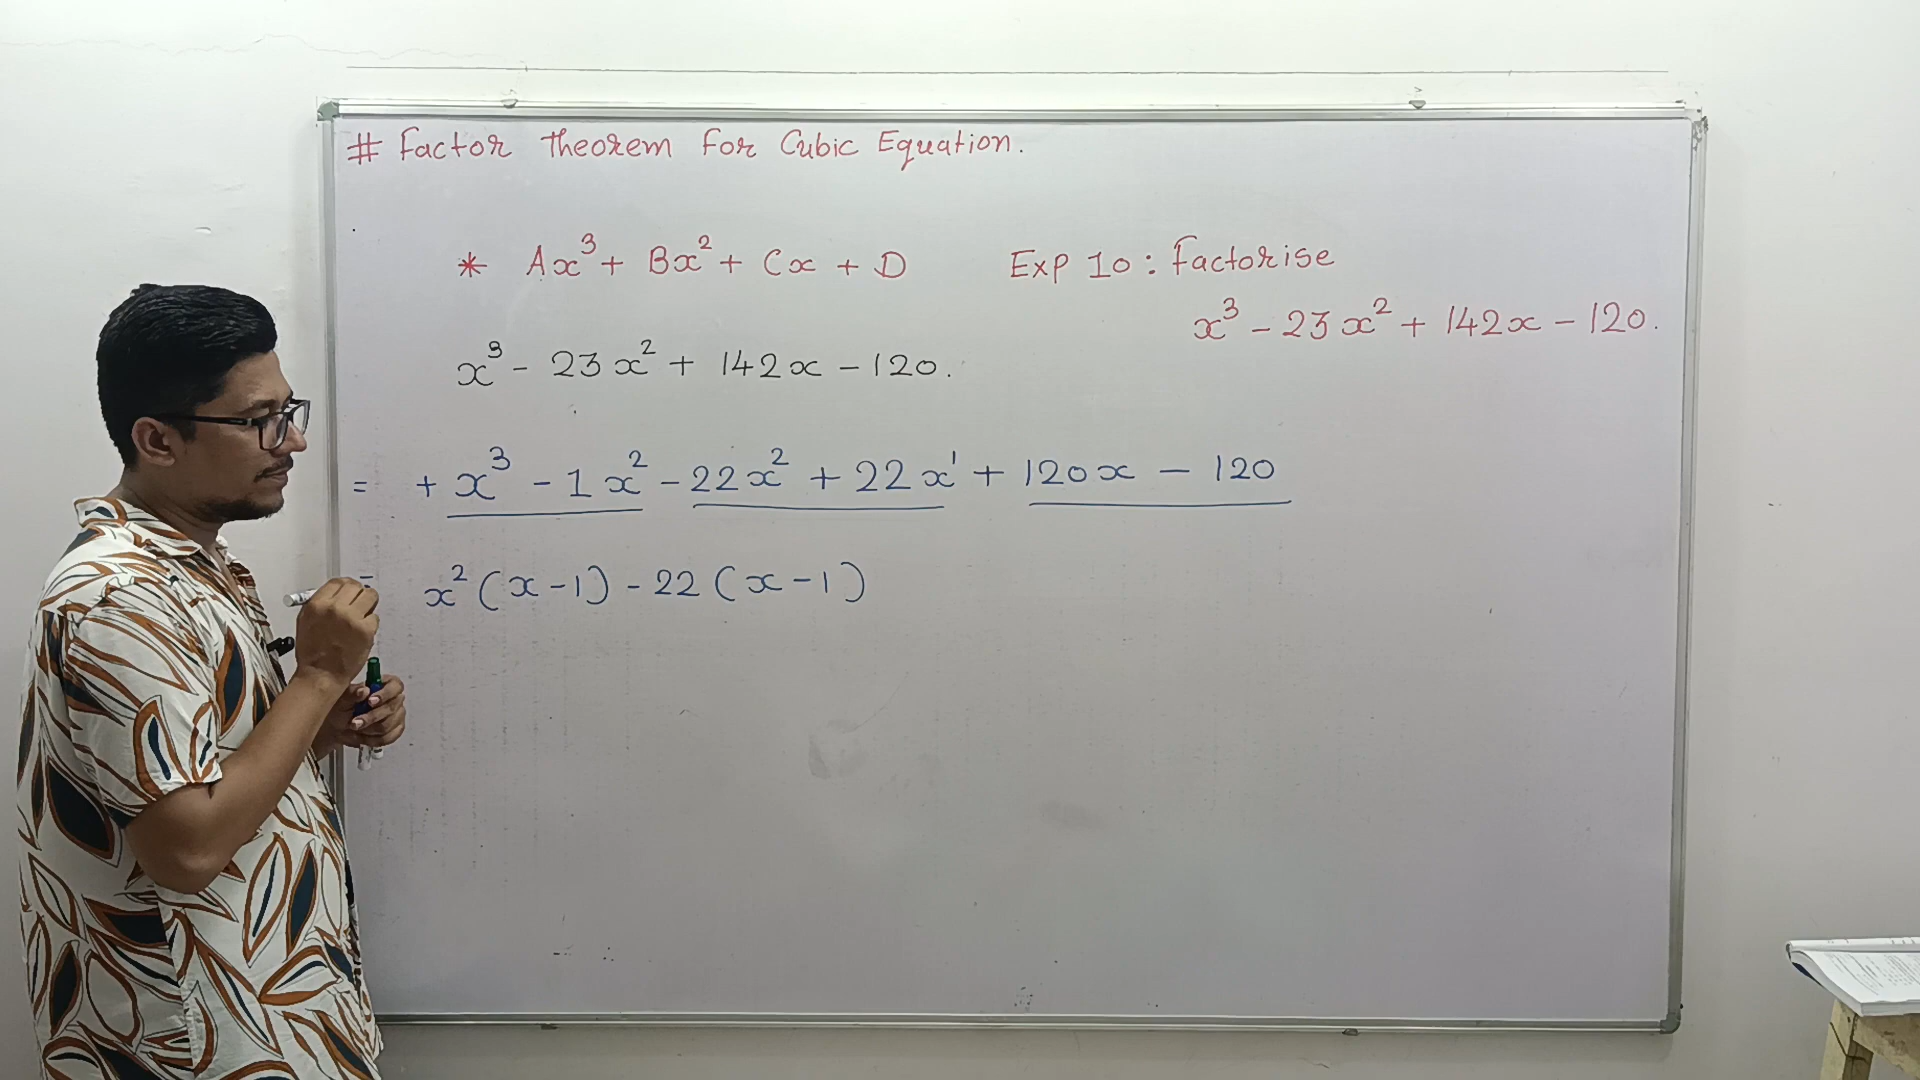 # Factor Theorem For Cubic Equation.
* Ax³ + Bx² + Cx + D
Exp 10 : Factorise
x³ - 23x² + 142x - 120.
x³ - 23x² + 142x - 120.
= + x³ - 1x² - 22x² + 22x¹ + 120x - 120
= x²(x-1) - 22(x-1)